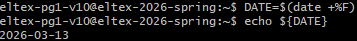 eltex-pg1-v10@eltex-2026-spring:~$ DATE=$(date +%F)
eltex-pg1-v10@eltex-2026-spring:~$ echo ${DATE}
2026-03-13